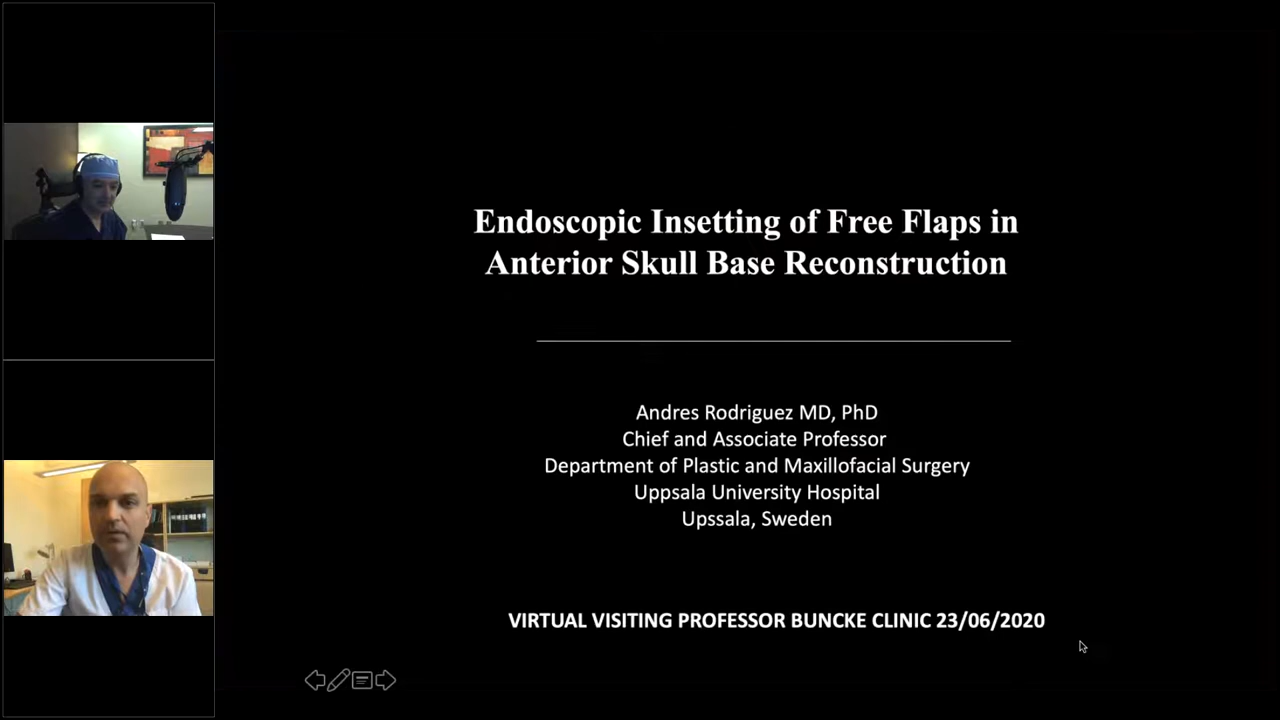 Endoscopic Insetting of Free Flaps in
Anterior Skull Base Reconstruction
Andres Rodriguez MD, PhD
Chief and Associate Professor
Department of Plastic and Maxillofacial Surgery
Uppsala University Hospital
Upssala, Sweden
VIRTUAL VISITING PROFESSOR BUNCKE CLINIC 23/06/2020